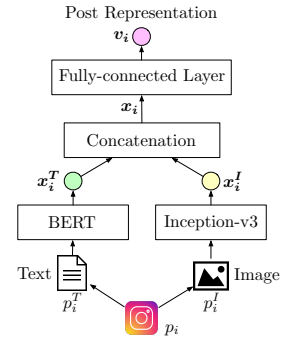 Post Representation
v_i
Fully-connected Layer
x_i
Concatenation
x_i^T
x_i^I
BERT
Inception-v3
Text
Image
p_i^T
p_i^I
p_i